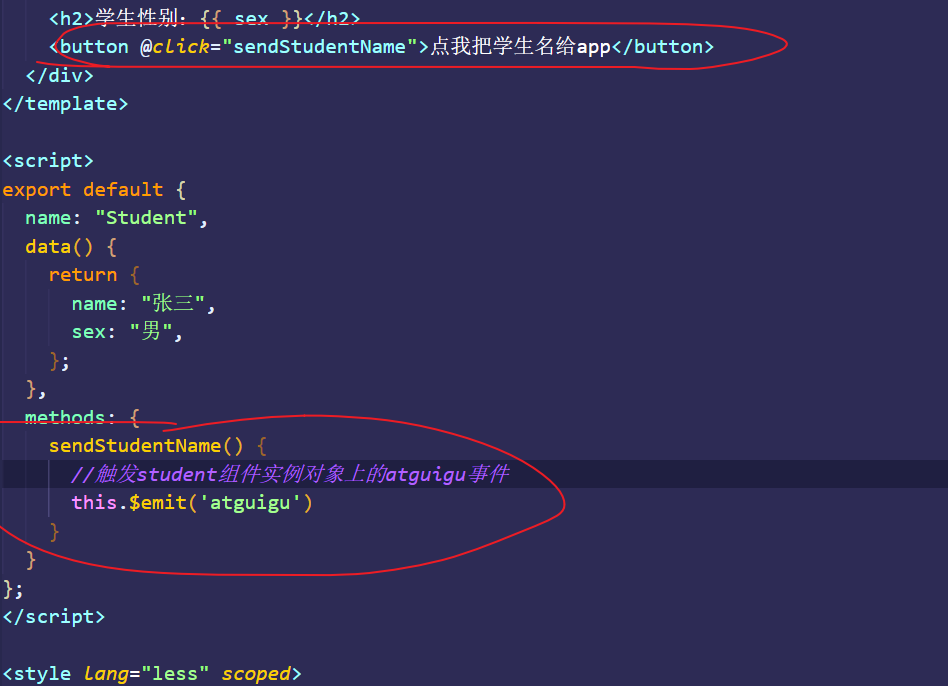 <h2>学生性别：{{ sex }}</h2>
<button @click="sendStudentName">点我把学生名给app</button>
</div>
</template>
<script>
export default {
name: "Student",
data() {
return {
name: "张三",
sex: "男",
};
},
methods: {
sendStudentName() {
//触发student组件实例对象上的atguigu事件
this.$emit('atguigu')
}
}
};
</script>
<style lang="less" scoped>